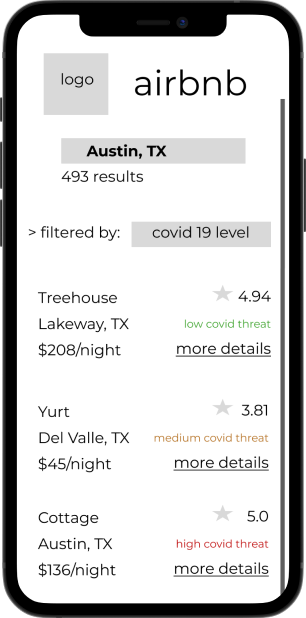 logo
airbnb
Austin, TX
493 results
> filtered by:
covid 19 level
Treehouse
4.94
Lakeway, TX
low covid threat
$208/night
more details
Yurt
3.81
Del Valle, TX
medium covid threat
$45/night
more details
Cottage
5.0
Austin, TX
high covid threat
$136/night
more details